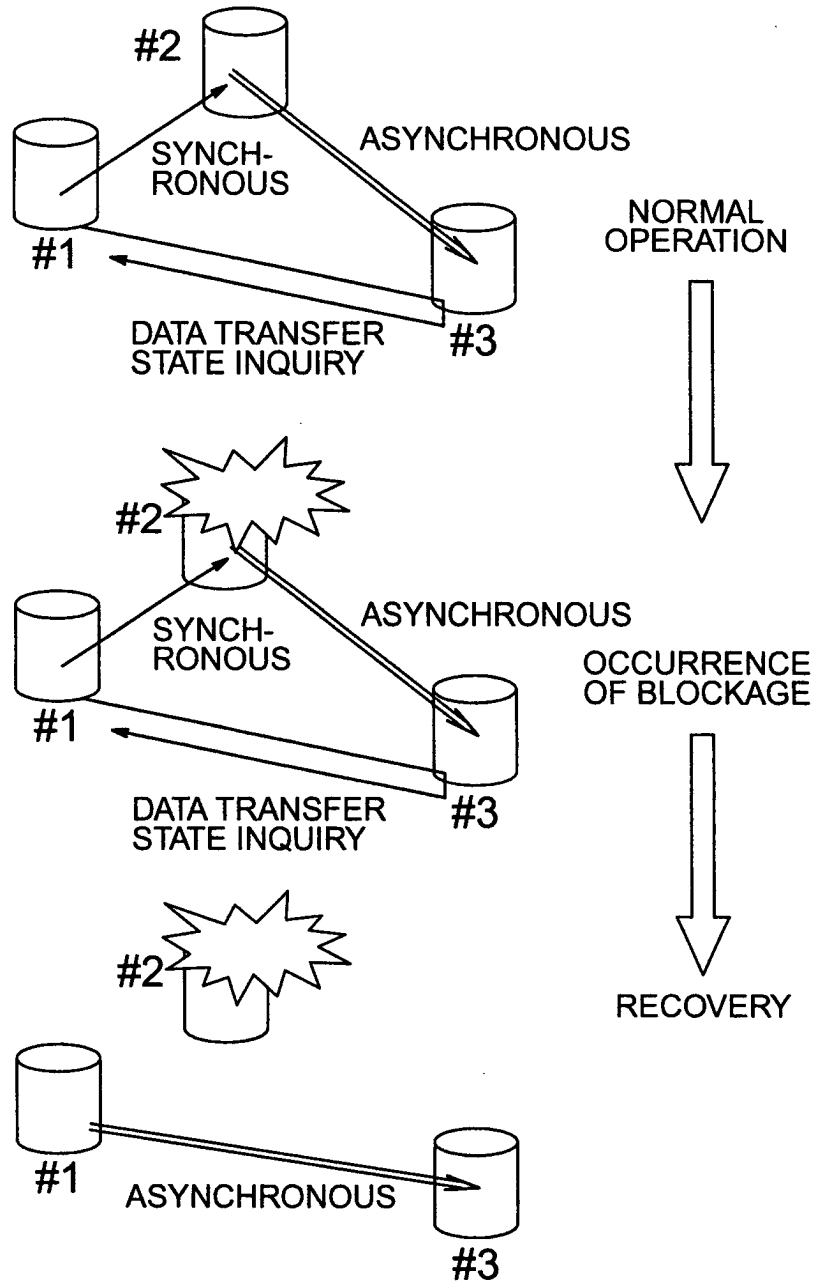 #2
ASYNCHRONOUS
SYNCH-
RONOUS
#1
NORMAL
OPERATION
DATA TRANSFER
STATE INQUIRY
#3
#2
ASYNCHRONOUS
SYNCH-
RONOUS
#1
OCCURRENCE
OF BLOCKAGE
DATA TRANSFER
STATE INQUIRY
#3
#2
RECOVERY
#1
ASYNCHRONOUS
#3